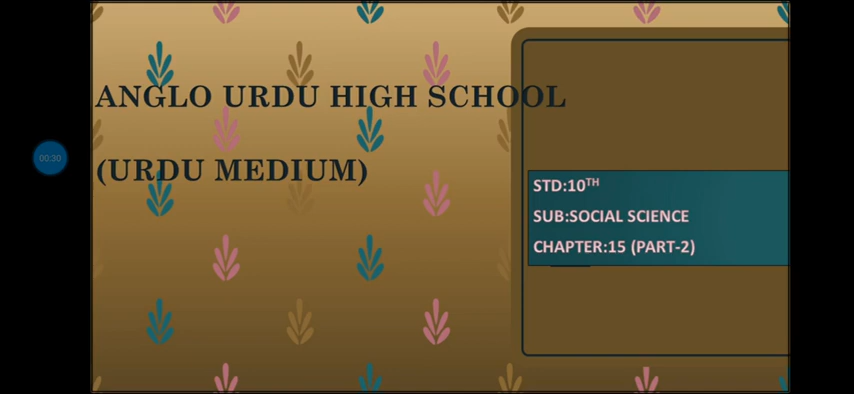 00:30
ANGLO URDU HIGH SCHOOL
(URDU MEDIUM)
STD:10TH
SUB:SOCIAL SCIENCE
CHAPTER:15 (PART-2)